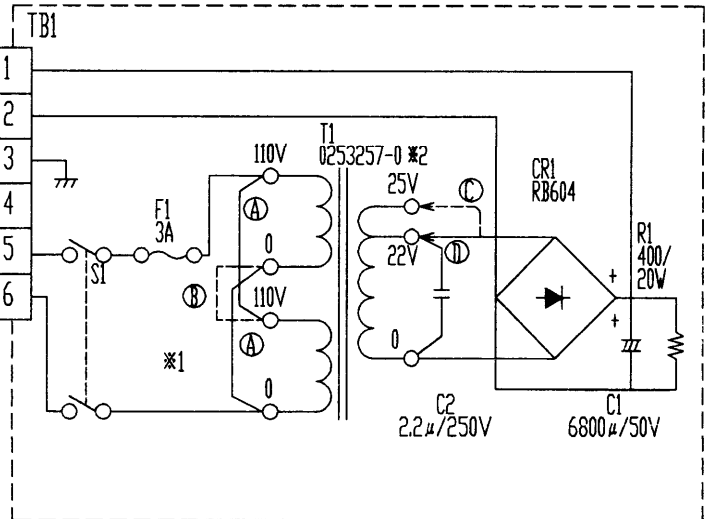 TB1
1
2
3
4
5
6
F1
3A
S1
110V
0
110V
0
Ⓐ
Ⓑ
Ⓐ
※1
T1
0253257-0 ※2
25V
22V
0
Ⓒ
Ⓓ
CR1
RB604
R1
400/
20W
+
+
C2
2.2μ/250V
C1
6800μ/50V